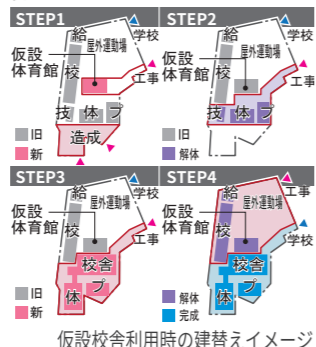 STEP1
給
学校
屋外運動場
仮設
体育館
校
工事
技 体 プ
造成
旧
新
STEP2
給
学校
屋外運動場
仮設
体育館
校
工事
技 体 プ
旧
解体
STEP3
給
学校
屋外運動場
仮設
体育館
校
工事
校舎
プ
体
旧
新
STEP4
給
工事
屋外運動場
仮設
体育館
校
学校
校舎
プ
体
解体
完成
仮設校舎利用時の建替えイメージ